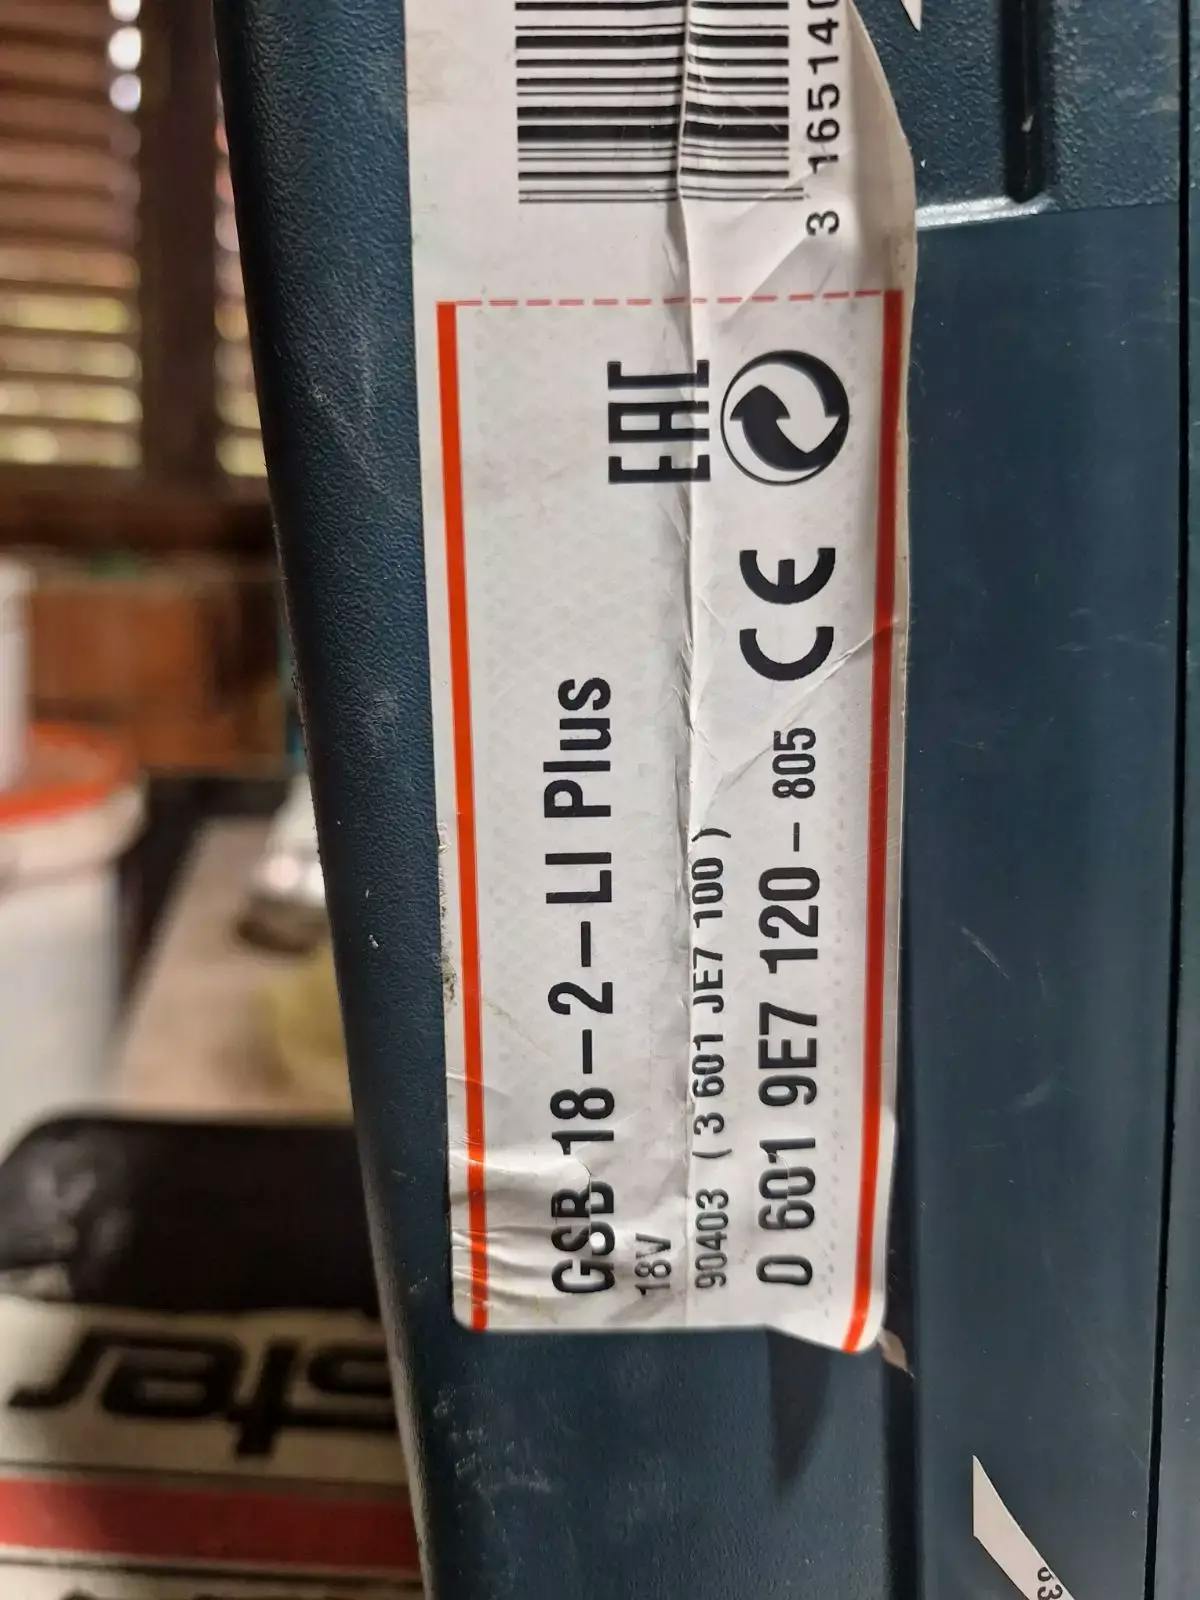 3 165140
EAC
CE
GSB 18-2-LI Plus
18V
90403 (3 601 JE7 100)
0 601 9E7 120 - 805